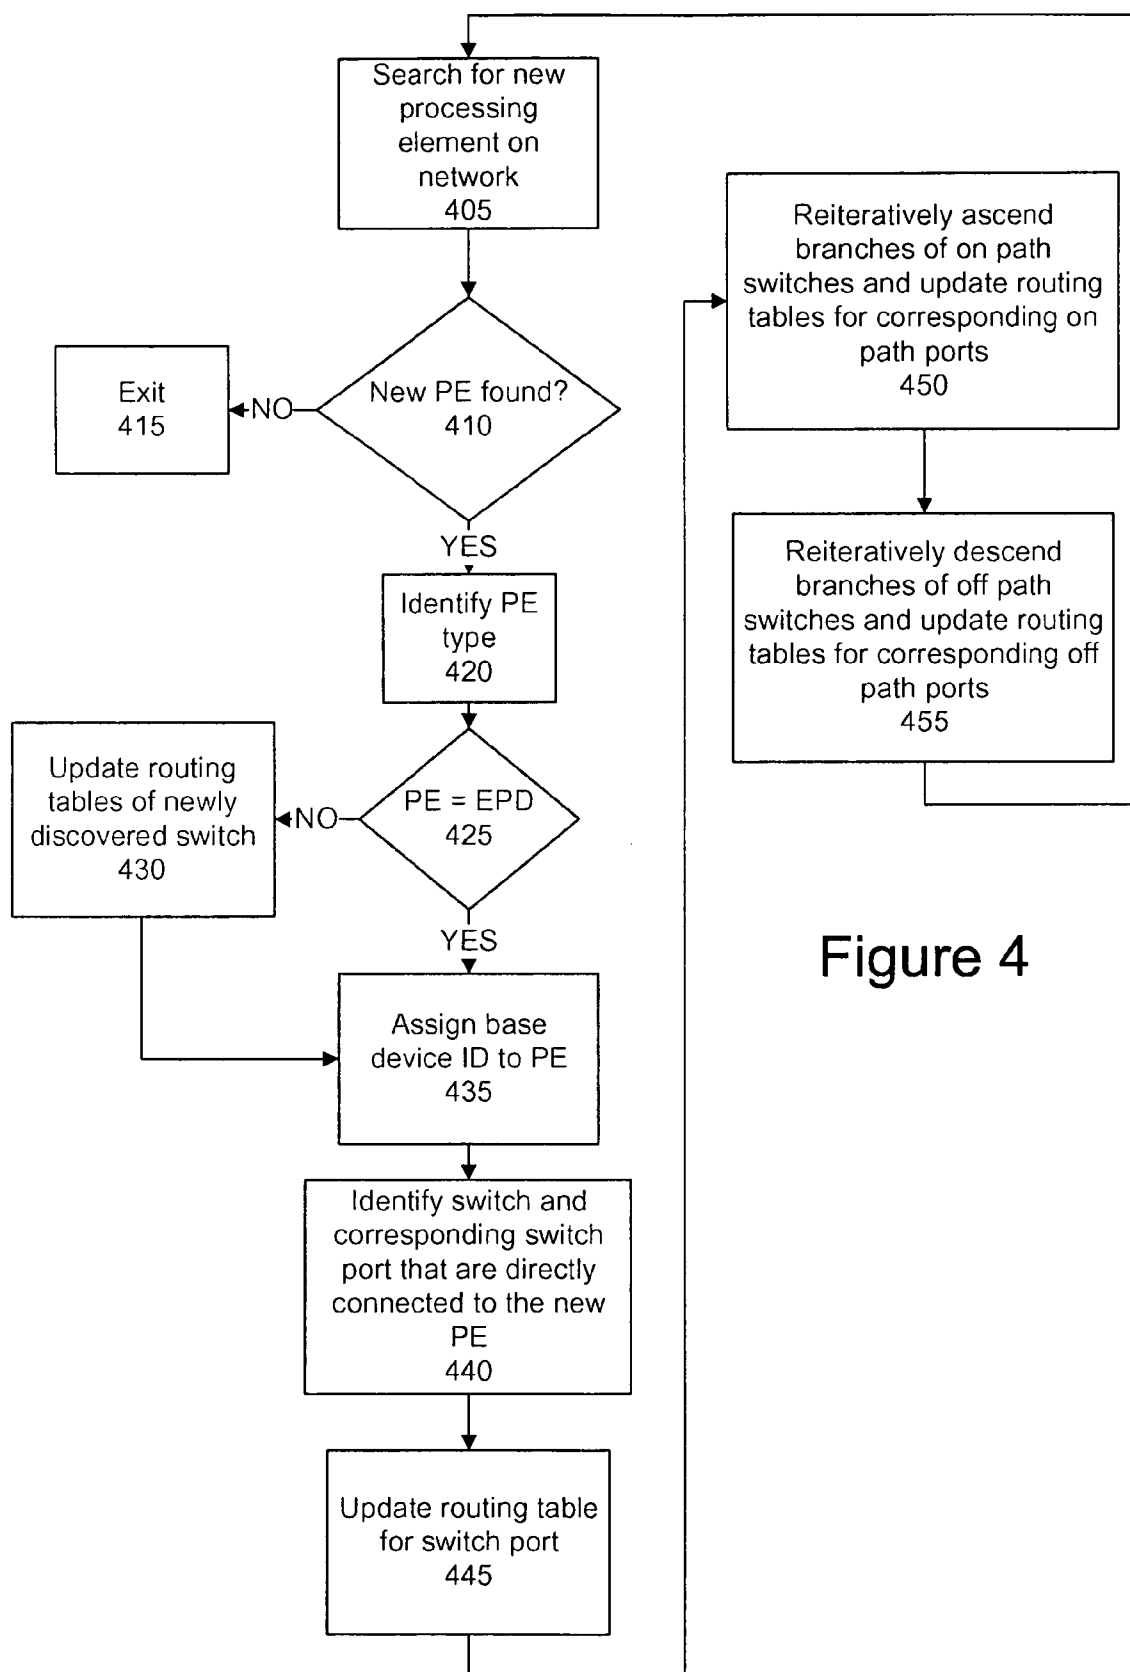 Search for new
processing
element on
network
405
New PE found?
410
NO
Exit
415
YES
Identify PE
type
420
PE = EPD
425
NO
Update routing
tables of newly
discovered switch
430
YES
Assign base
device ID to PE
435
Identify switch and
corresponding switch
port that are directly
connected to the new
PE
440
Update routing table
for switch port
445
Reiteratively ascend
branches of on path
switches and update routing
tables for corresponding on
path ports
450
Reiteratively descend
branches of off path
switches and update routing
tables for corresponding off
path ports
455
Figure 4